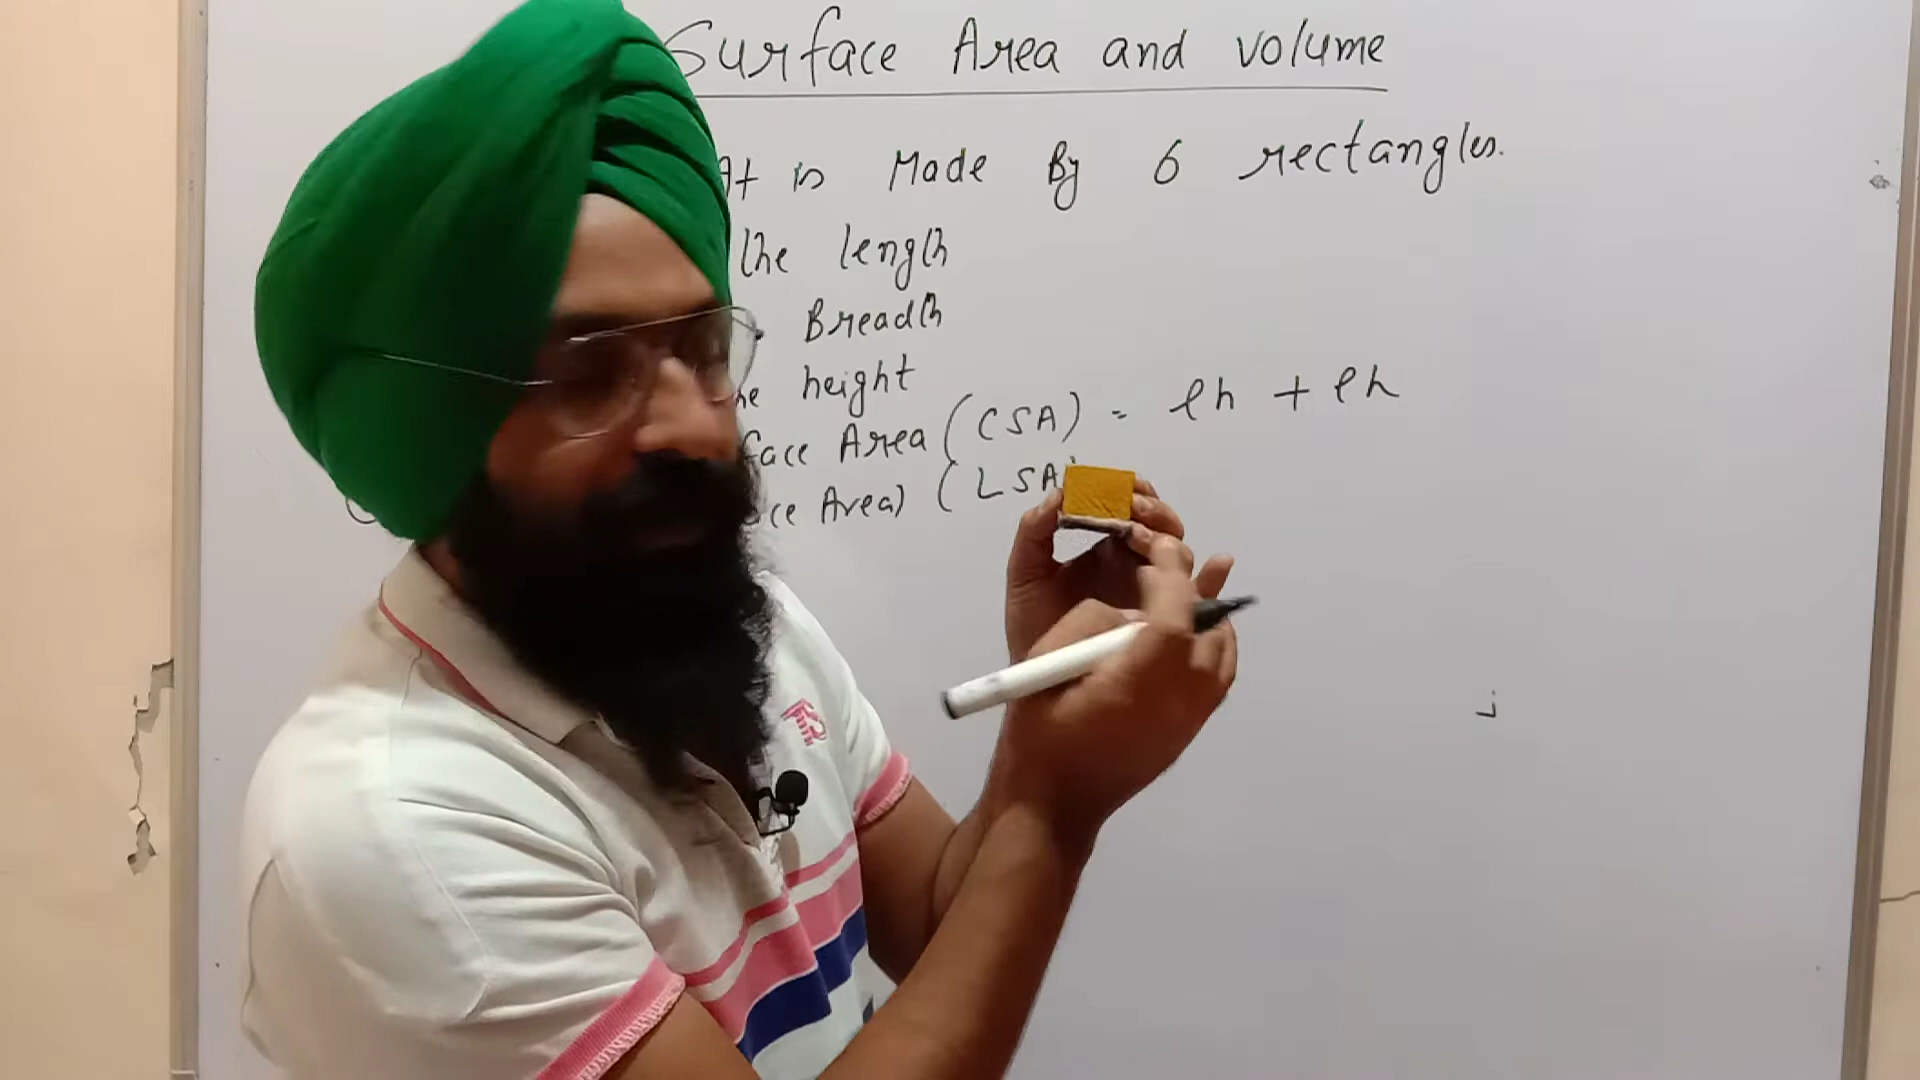 Surface Area and volume
It is Made By 6 rectangles.
the length
Breadth
height
face Area (CSA) = lh + lh
ce Area) (LSA